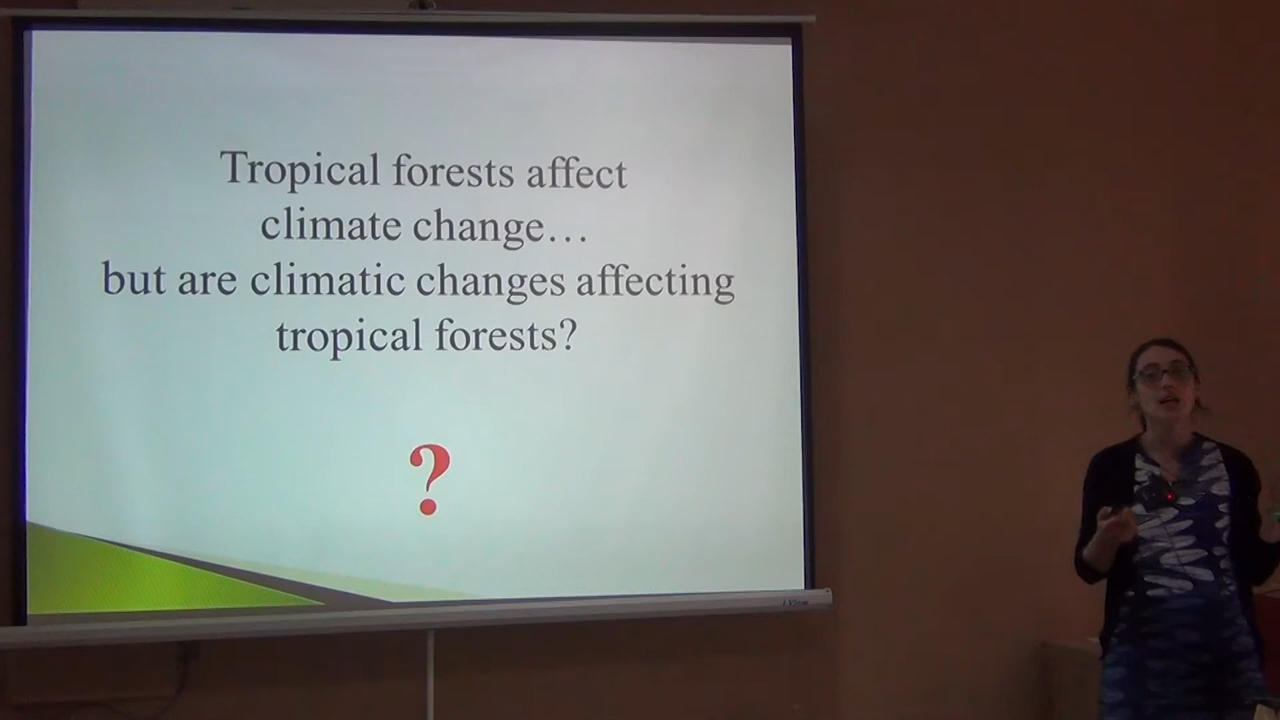 Tropical forests affect
climate change…
but are climatic changes affecting
tropical forests?
?